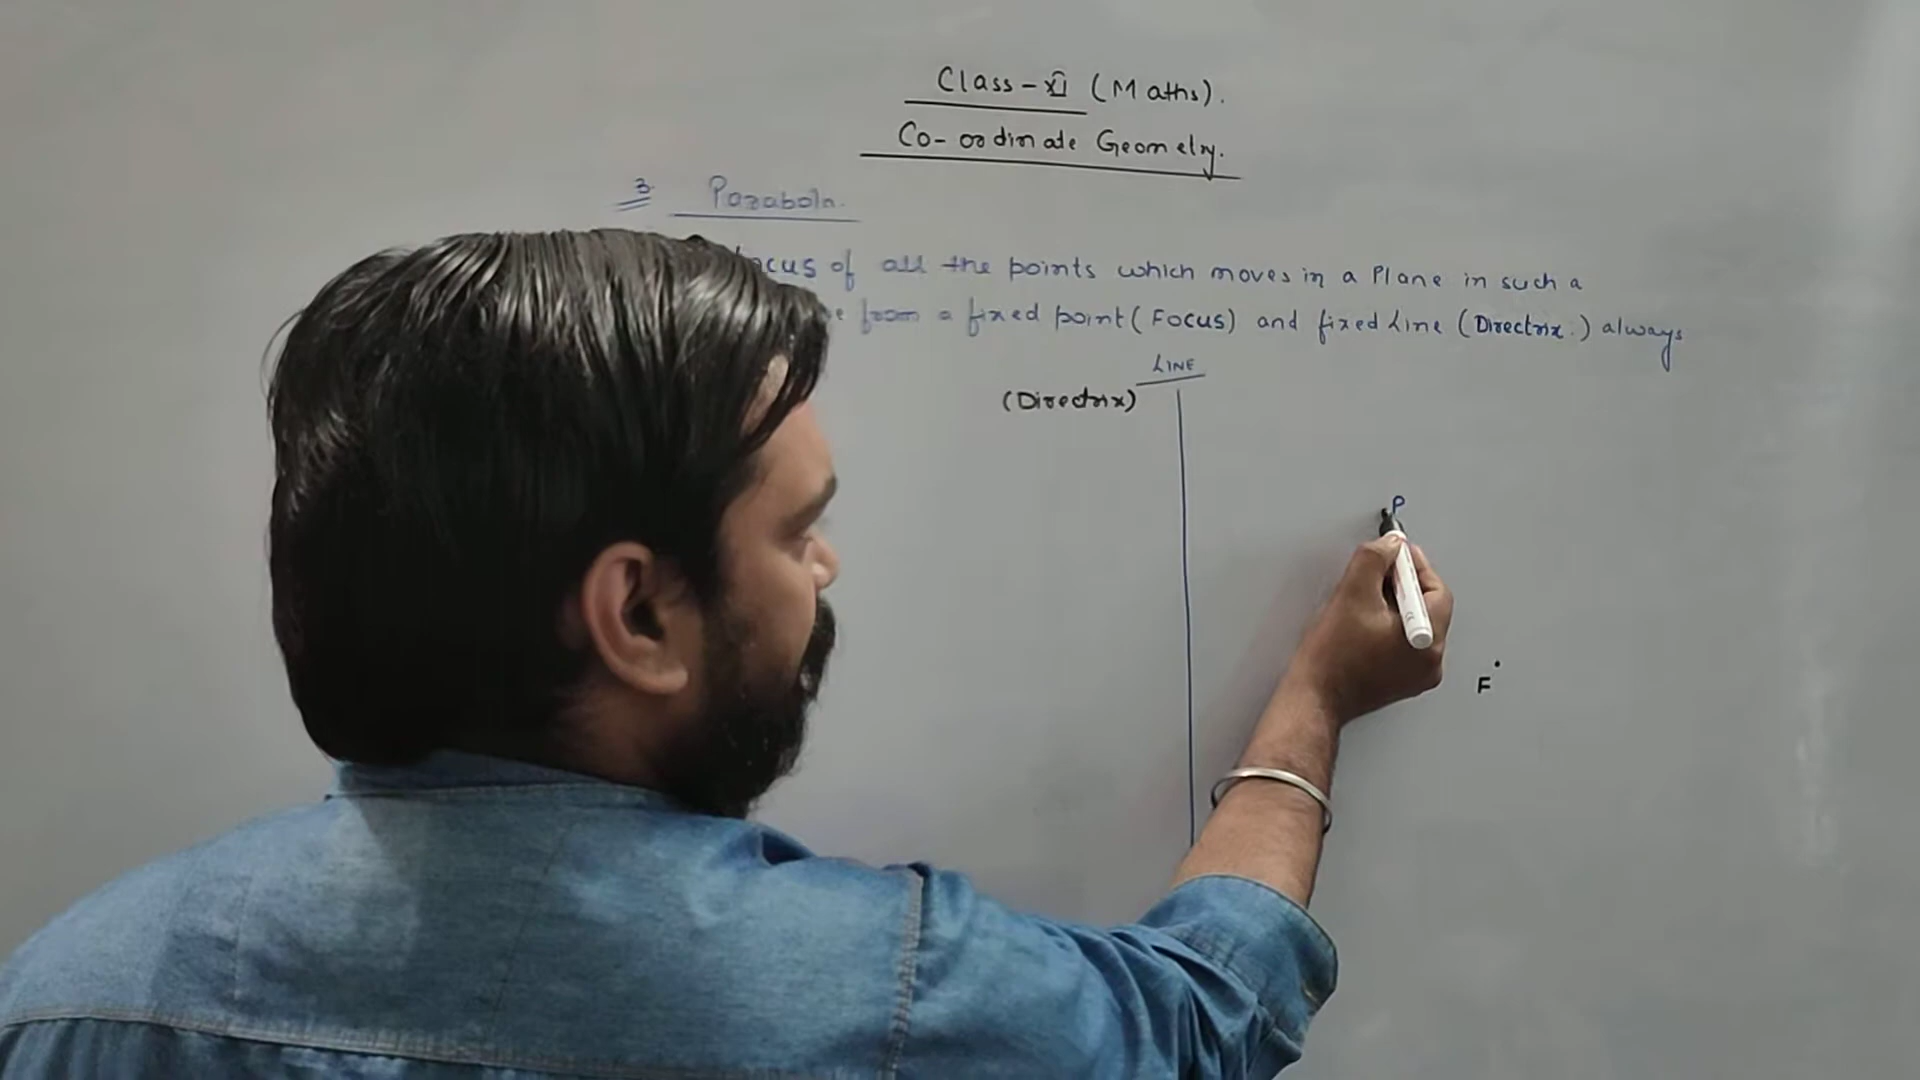 Class-XI (Maths).
Co-ordinate Geometry.
3. Parabola.
of all the points which moves in a Plane in such a
from a fixed point (Focus) and fixed Line (Directrix.) always
LINE
(Directrix)
P
F